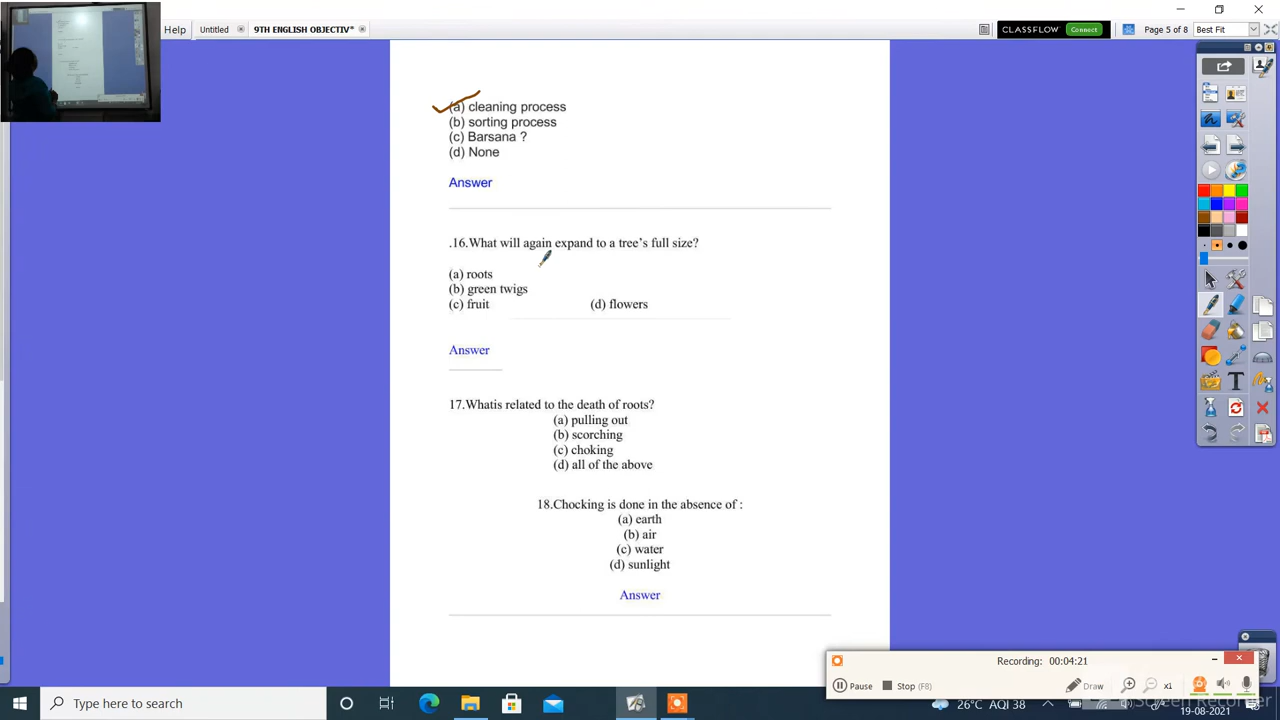 Help
Untitled
9TH ENGLISH OBJECTIV*
CLASSFLOW
Connect
Page 5 of 8
Best Fit
(a) cleaning process
(b) sorting process
(c) Barsana ?
(d) None
Answer
.16.What will again expand to a tree’s full size?
(a) roots
(b) green twigs
(c) fruit (d) flowers
Answer
17.Whatis related to the death of roots?
(a) pulling out
(b) scorching
(c) choking
(d) all of the above
18.Chocking is done in the absence of :
(a) earth
(b) air
(c) water
(d) sunlight
Answer
Recording: 00:04:21
Pause
Stop (F8)
x1
Draw
Screen Recorder
Type here to search
26°C AQI 38
19-08-2021